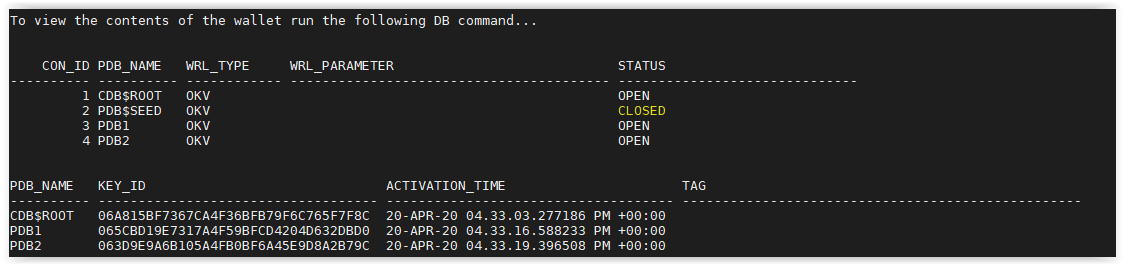 To view the contents of the wallet run the following DB command...
CON_ID PDB_NAME WRL_TYPE WRL_PARAMETER STATUS
---------- ---------- ------------ ---------------------------------------- ------------------------------
1 CDB$ROOT OKV OPEN
2 PDB$SEED OKV CLOSED
3 PDB1 OKV OPEN
4 PDB2 OKV OPEN
PDB_NAME KEY_ID ACTIVATION_TIME TAG
---------- ----------------------------------- ------------------------------------ --------------------------------------------------
CDB$ROOT 06A815BF7367CA4F36BFB79F6C765F7F8C 20-APR-20 04.33.03.277186 PM +00:00
PDB1 065CBD19E7317A4F59BFCD4204D632DBD0 20-APR-20 04.33.16.588233 PM +00:00
PDB2 063D9E9A6B105A4FB0BF6A45E9D8A2B79C 20-APR-20 04.33.19.396508 PM +00:00